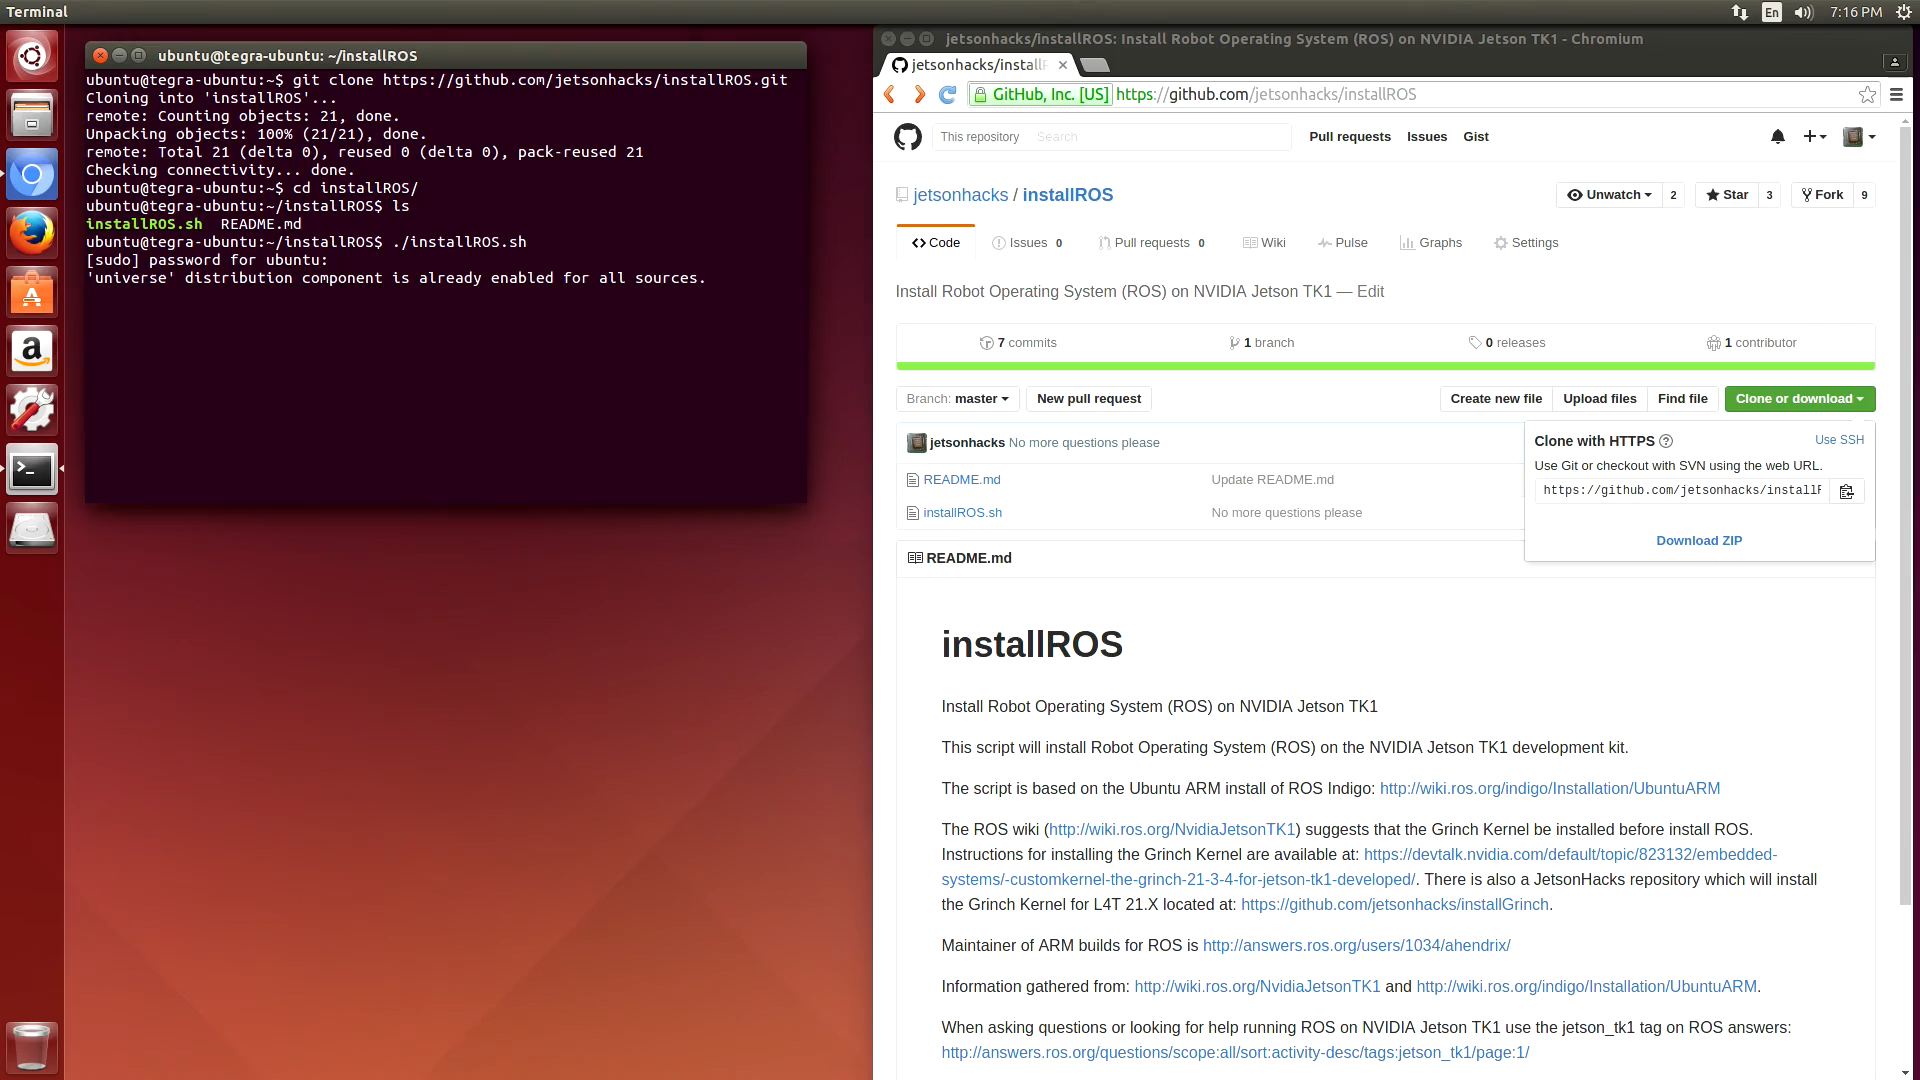 Terminal
En
7:16 PM
ubuntu@tegra-ubuntu: ~/installROS
ubuntu@tegra-ubuntu:~$ git clone https://github.com/jetsonhacks/installROS.git
Cloning into 'installROS'...
remote: Counting objects: 21, done.
Unpacking objects: 100% (21/21), done.
remote: Total 21 (delta 0), reused 0 (delta 0), pack-reused 21
Checking connectivity... done.
ubuntu@tegra-ubuntu:~$ cd installROS/
ubuntu@tegra-ubuntu:~/installROS$ ls
installROS.sh  README.md
ubuntu@tegra-ubuntu:~/installROS$ ./installROS.sh
[sudo] password for ubuntu:
'universe' distribution component is already enabled for all sources.
jetsonhacks/installROS: Install Robot Operating System (ROS) on NVIDIA Jetson TK1 - Chromium
jetsonhacks/install
GitHub, Inc. [US] https://github.com/jetsonhacks/installROS
This repository Search Pull requests Issues Gist
jetsonhacks / installROS
Unwatch 2 Star 3 Fork 9
Code Issues 0 Pull requests 0 Wiki Pulse Graphs Settings
Install Robot Operating System (ROS) on NVIDIA Jetson TK1 — Edit
7 commits 1 branch 0 releases 1 contributor
Branch: master New pull request Create new file Upload files Find file Clone or download
jetsonhacks No more questions please
README.md Update README.md
installROS.sh No more questions please
Clone with HTTPS ? Use SSH
Use Git or checkout with SVN using the web URL.
https://github.com/jetsonhacks/install
Download ZIP
README.md
installROS
Install Robot Operating System (ROS) on NVIDIA Jetson TK1
This script will install Robot Operating System (ROS) on the NVIDIA Jetson TK1 development kit.
The script is based on the Ubuntu ARM install of ROS Indigo: http://wiki.ros.org/indigo/Installation/UbuntuARM
The ROS wiki (http://wiki.ros.org/NvidiaJetsonTK1) suggests that the Grinch Kernel be installed before install ROS.
Instructions for installing the Grinch Kernel are available at: https://devtalk.nvidia.com/default/topic/823132/embedded-
systems/-customkernel-the-grinch-21-3-4-for-jetson-tk1-developed/. There is also a JetsonHacks repository which will install
the Grinch Kernel for L4T 21.X located at: https://github.com/jetsonhacks/installGrinch.
Maintainer of ARM builds for ROS is http://answers.ros.org/users/1034/ahendrix/
Information gathered from: http://wiki.ros.org/NvidiaJetsonTK1 and http://wiki.ros.org/indigo/Installation/UbuntuARM.
When asking questions or looking for help running ROS on NVIDIA Jetson TK1 use the jetson_tk1 tag on ROS answers:
http://answers.ros.org/questions/scope:all/sort:activity-desc/tags:jetson_tk1/page:1/